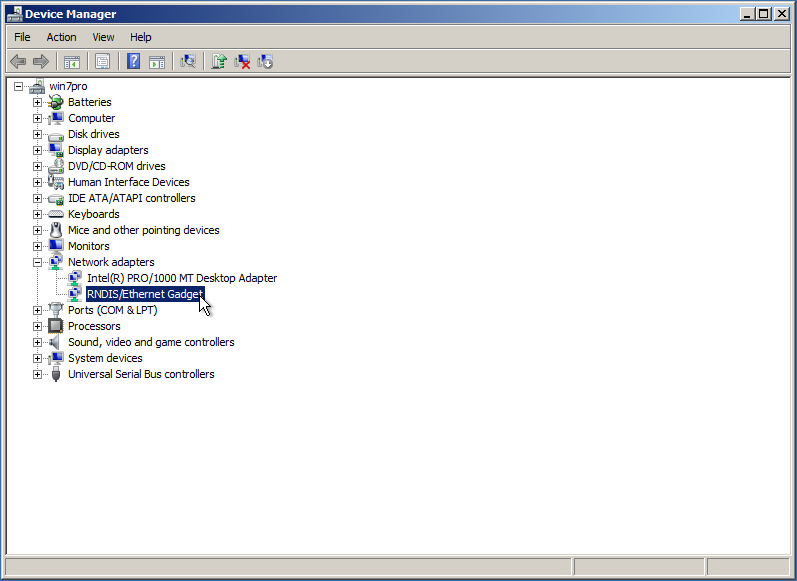 Device Manager
File Action View Help
win7pro
Batteries
Computer
Disk drives
Display adapters
DVD/CD-ROM drives
Human Interface Devices
IDE ATA/ATAPI controllers
Keyboards
Mice and other pointing devices
Monitors
Network adapters
Intel(R) PRO/1000 MT Desktop Adapter
RNDIS/Ethernet Gadget
Ports (COM & LPT)
Processors
Sound, video and game controllers
System devices
Universal Serial Bus controllers